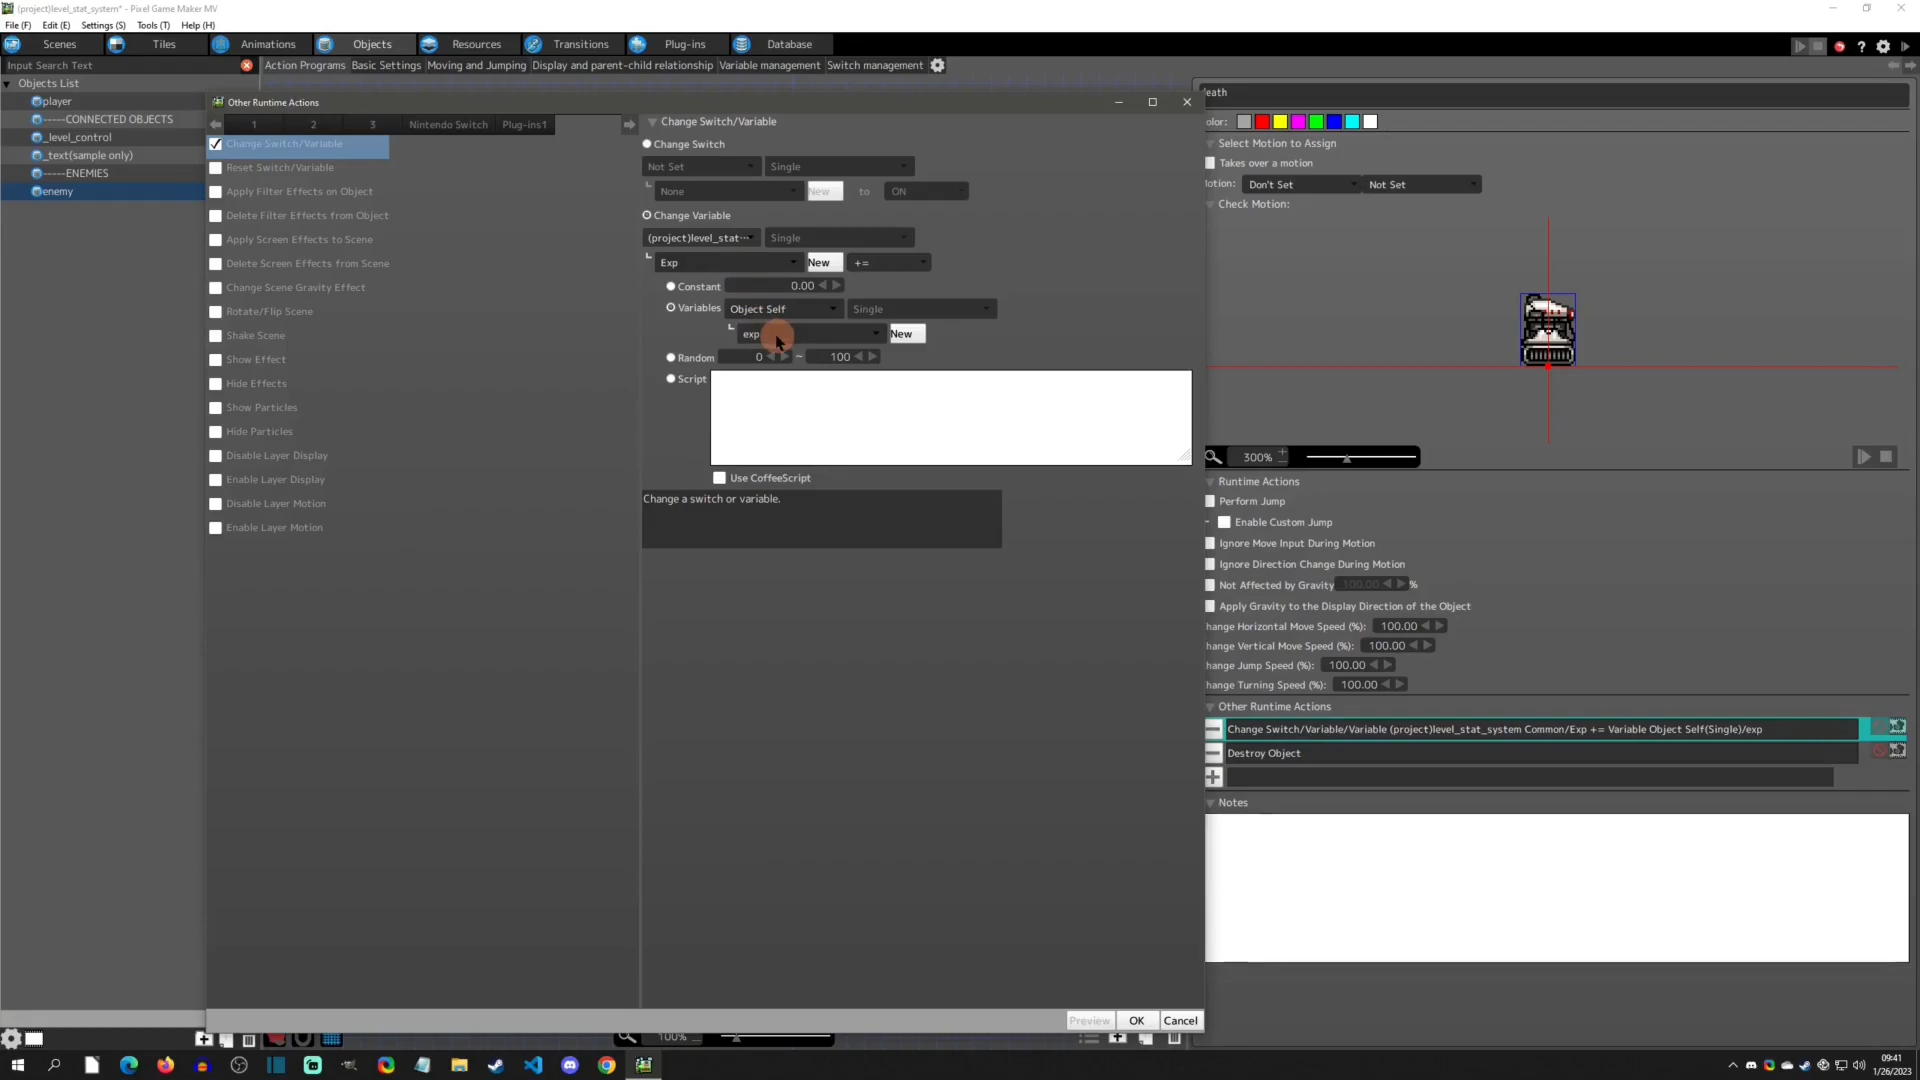 (project)level_stat_system* - Pixel Game Maker MV
File (F) Edit (E) Settings (S) Tools (T) Help (H)
Scenes Tiles Animations Objects Resources Transitions Plug-ins Database
Input Search Text
Action Programs Basic Settings Moving and Jumping Display and parent-child relationship Variable management Switch management
Objects List
player
-----CONNECTED OBJECTS
_level_control
_text(sample only)
-----ENEMIES
enemy
Other Runtime Actions
1 2 3 Nintendo Switch Plug-ins1
Change Switch/Variable
Reset Switch/Variable
Apply Filter Effects on Object
Delete Filter Effects from Object
Apply Screen Effects to Scene
Delete Screen Effects from Scene
Change Scene Gravity Effect
Rotate/Flip Scene
Shake Scene
Show Effect
Hide Effects
Show Particles
Hide Particles
Disable Layer Display
Enable Layer Display
Disable Layer Motion
Enable Layer Motion
Change Switch/Variable
Change Switch
Not Set Single
None New to ON
Change Variable
(project)level_stat··· Single
Exp New +=
Constant 0.00
Variables Object Self Single
exp New
Random 0 ~ 100
Script
Use CoffeeScript
Change a switch or variable.
Preview OK Cancel
eath
olor:
Select Motion to Assign
Takes over a motion
otion: Don't Set Not Set
Check Motion:
300%
Runtime Actions
Perform Jump
Enable Custom Jump
Ignore Move Input During Motion
Ignore Direction Change During Motion
Not Affected by Gravity 100.00 %
Apply Gravity to the Display Direction of the Object
hange Horizontal Move Speed (%): 100.00
hange Vertical Move Speed (%): 100.00
hange Jump Speed (%): 100.00
hange Turning Speed (%): 100.00
Other Runtime Actions
Change Switch/Variable/Variable (project)level_stat_system Common/Exp += Variable Object Self(Single)/exp
Destroy Object
Notes
100%
09:41
1/26/2023